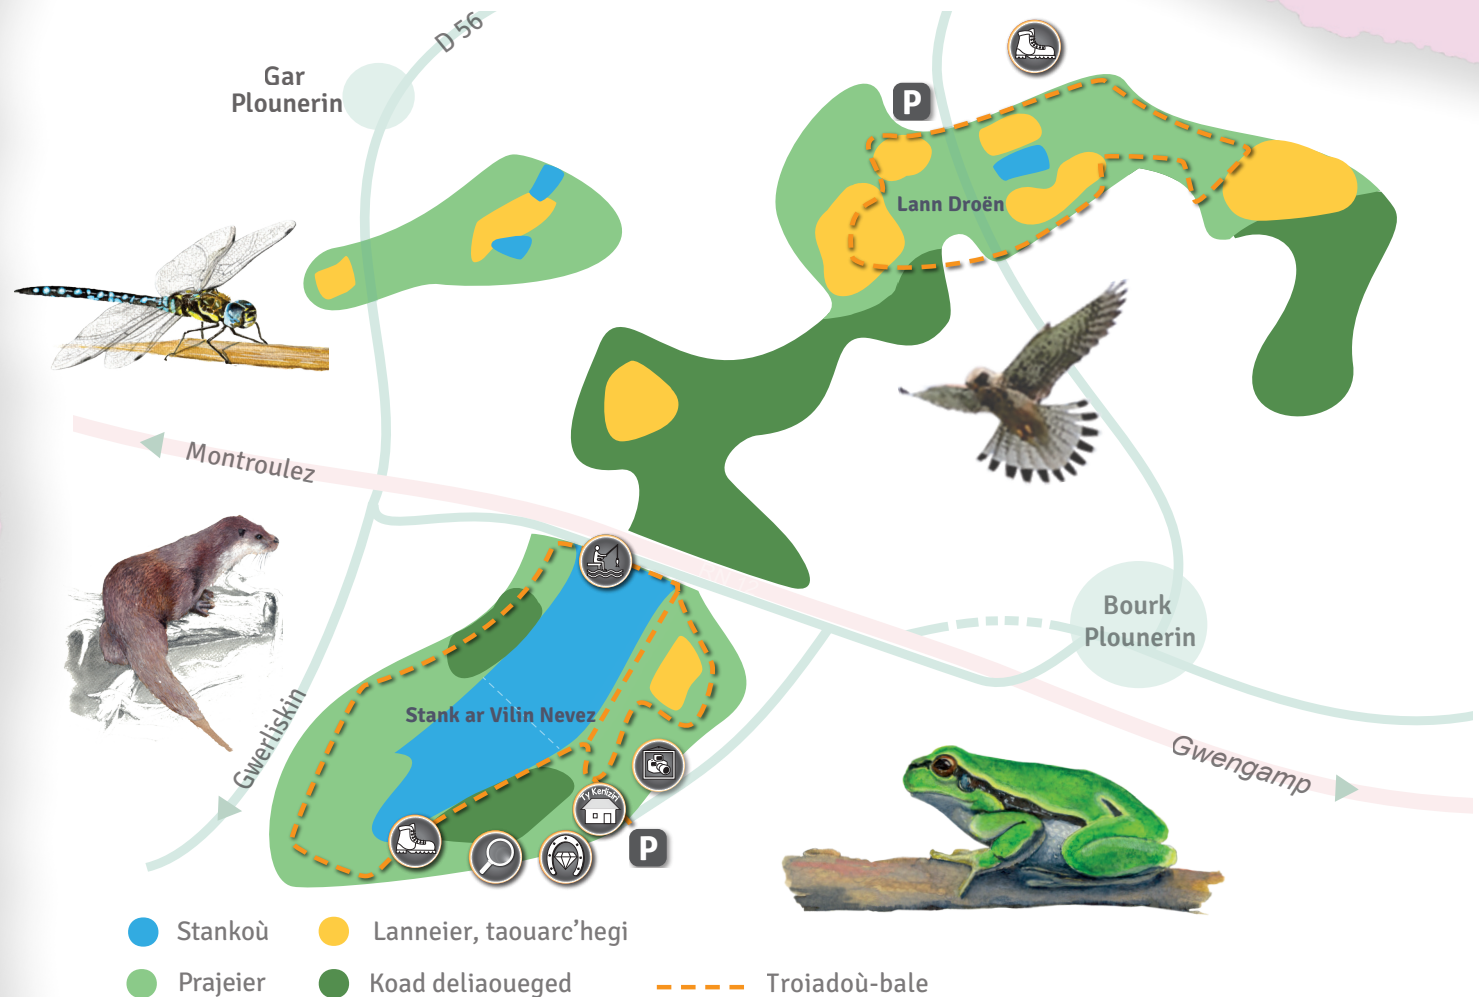 D 56
Gar
Plounerin
P
Lann Droën
Montroulez
Bourk
Plounerin
Gwerliskin
Stank ar Vilin Nevez
Gwengamp
Ty Kerliziri
P
Stankoù
Lanneier, taouarc’hegi
Prajeier
Koad deliaoueged
Troiadoù-bale